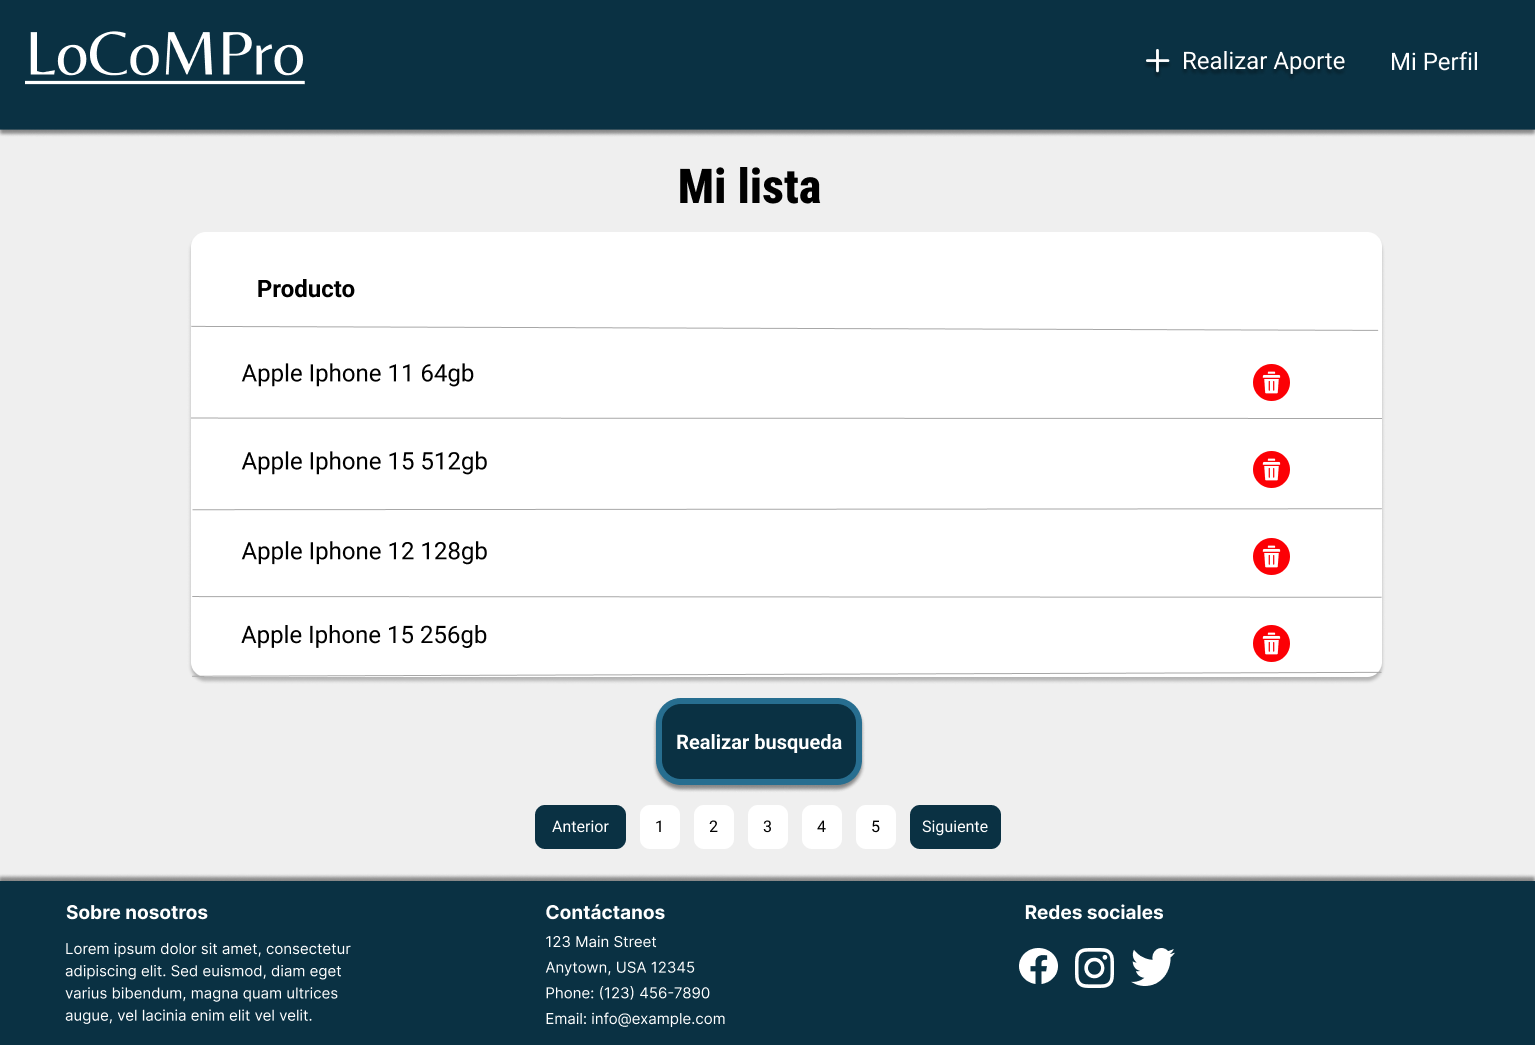 LoCoMPro
Realizar Aporte
Mi Perfil
Mi lista
Producto
Apple Iphone 11 64gb
Apple Iphone 15 512gb
Apple Iphone 12 128gb
Apple Iphone 15 256gb
Realizar busqueda
Anterior 1 2 3 4 5 Siguiente
Sobre nosotros
Lorem ipsum dolor sit amet, consectetur
adipiscing elit. Sed euismod, diam eget
varius bibendum, magna quam ultrices
augue, vel lacinia enim elit vel velit.
Contáctanos
123 Main Street
Anytown, USA 12345
Phone: (123) 456-7890
Email: info@example.com
Redes sociales